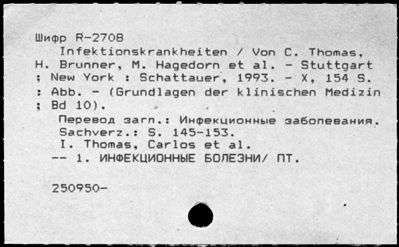 Шифр R-2708
Infektionskrankheiten / Von C. Thomas,
H. Brunner, M. Hagedorn et al. - Stuttgart
; New York : Schattauer, 1993. - X, 154 S.
: Abb. - (Grundlagen der klinischen Medizin
; Bd 10).
Перевод загл.: Инфекционные заболевания.
Sachverz.: S. 145-153.
I. Thomas, Carlos et al.
-- 1. ИНФЕКЦИОННЫЕ БОЛЕЗНИ/ ПТ.
250950-